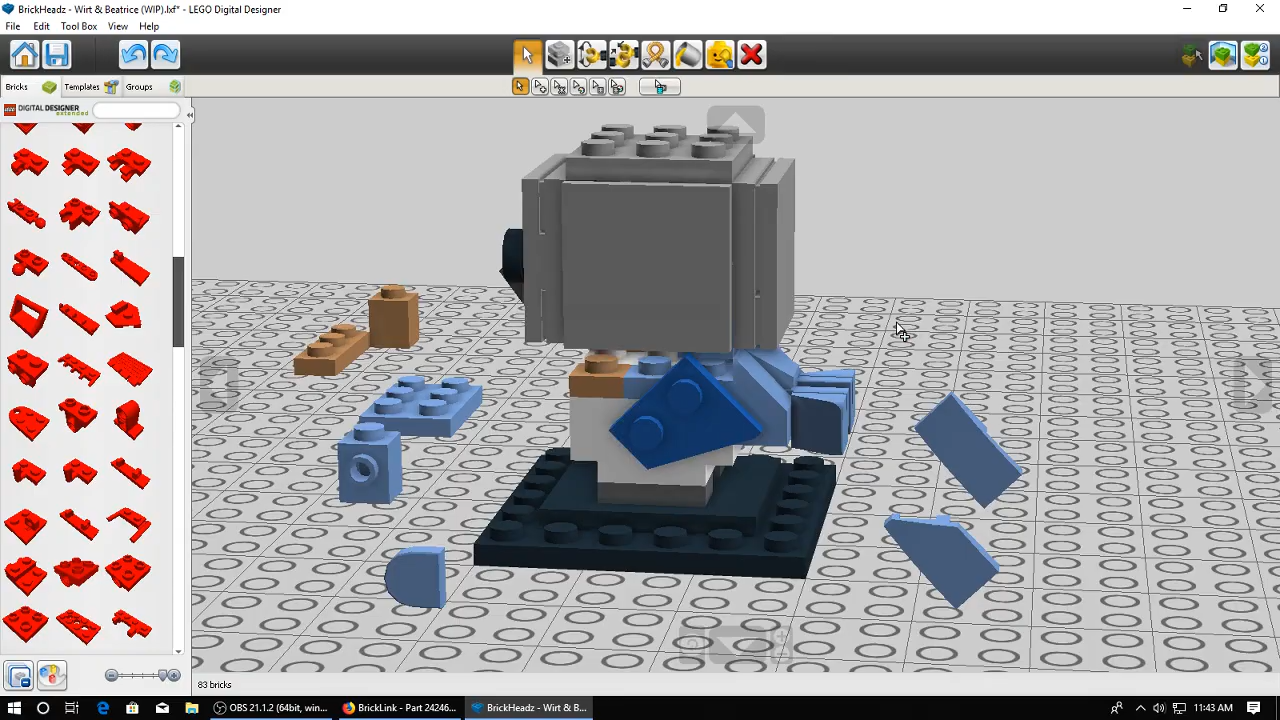 BrickHeadz - Wirt & Beatrice (WIP).lxf* - LEGO Digital Designer
File Edit Tool Box View Help
Bricks Templates Groups
LEGO DIGITAL DESIGNER extended
83 bricks
OBS 21.1.2 (64bit, win... BrickLink - Part 24246... BrickHeadz - Wirt & B... 11:43 AM